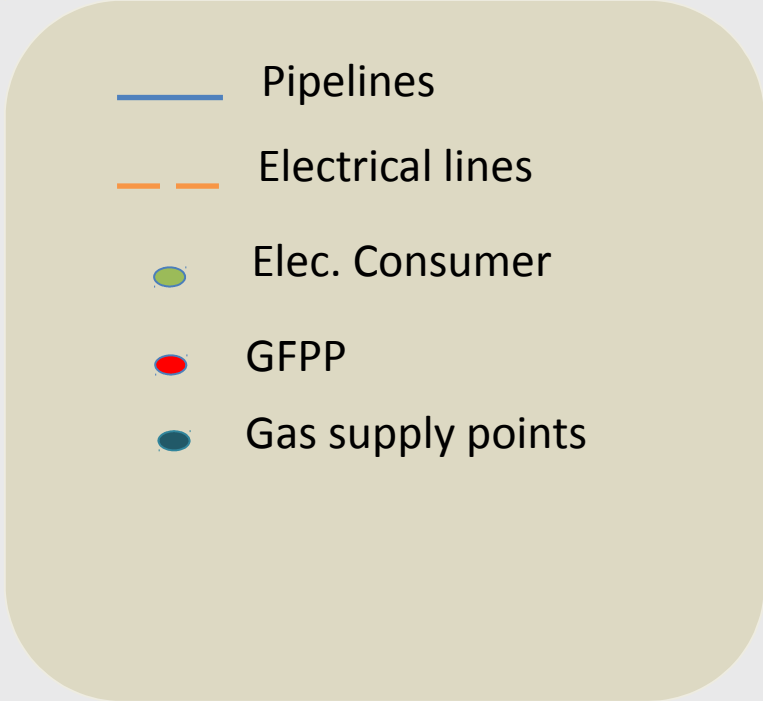 Pipelines
Electrical lines
Elec. Consumer
GFPP
Gas supply points